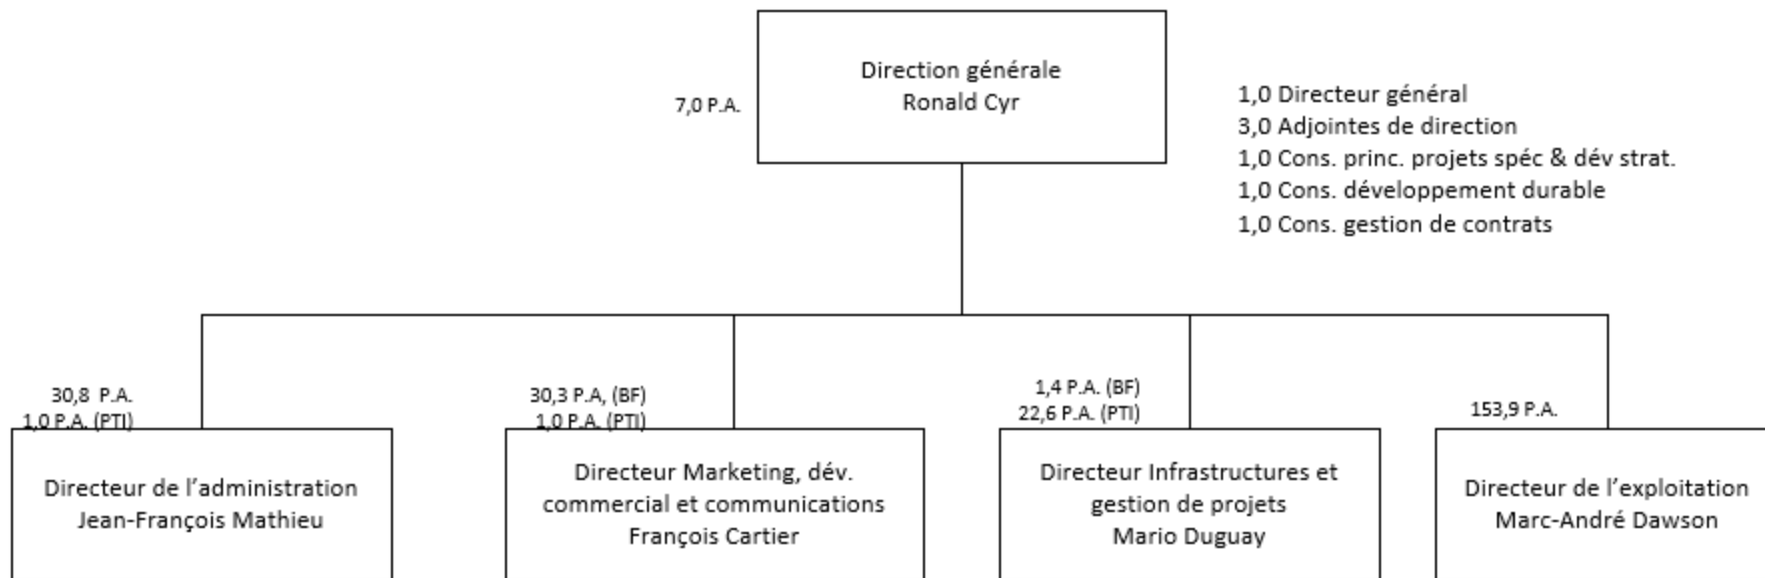 Direction générale
Ronald Cyr
7,0 P.A.
1,0 Directeur général
3,0 Adjointes de direction
1,0 Cons. princ. projets spéc & dév strat.
1,0 Cons. développement durable
1,0 Cons. gestion de contrats
30,8 P.A.
1,0 P.A. (PTI)
Directeur de l’administration
Jean-François Mathieu
30,3 P.A, (BF)
1,0 P.A. (PTI)
Directeur Marketing, dév.
commercial et communications
François Cartier
1,4 P.A. (BF)
22,6 P.A. (PTI)
Directeur Infrastructures et
gestion de projets
Mario Duguay
153,9 P.A.
Directeur de l’exploitation
Marc-André Dawson